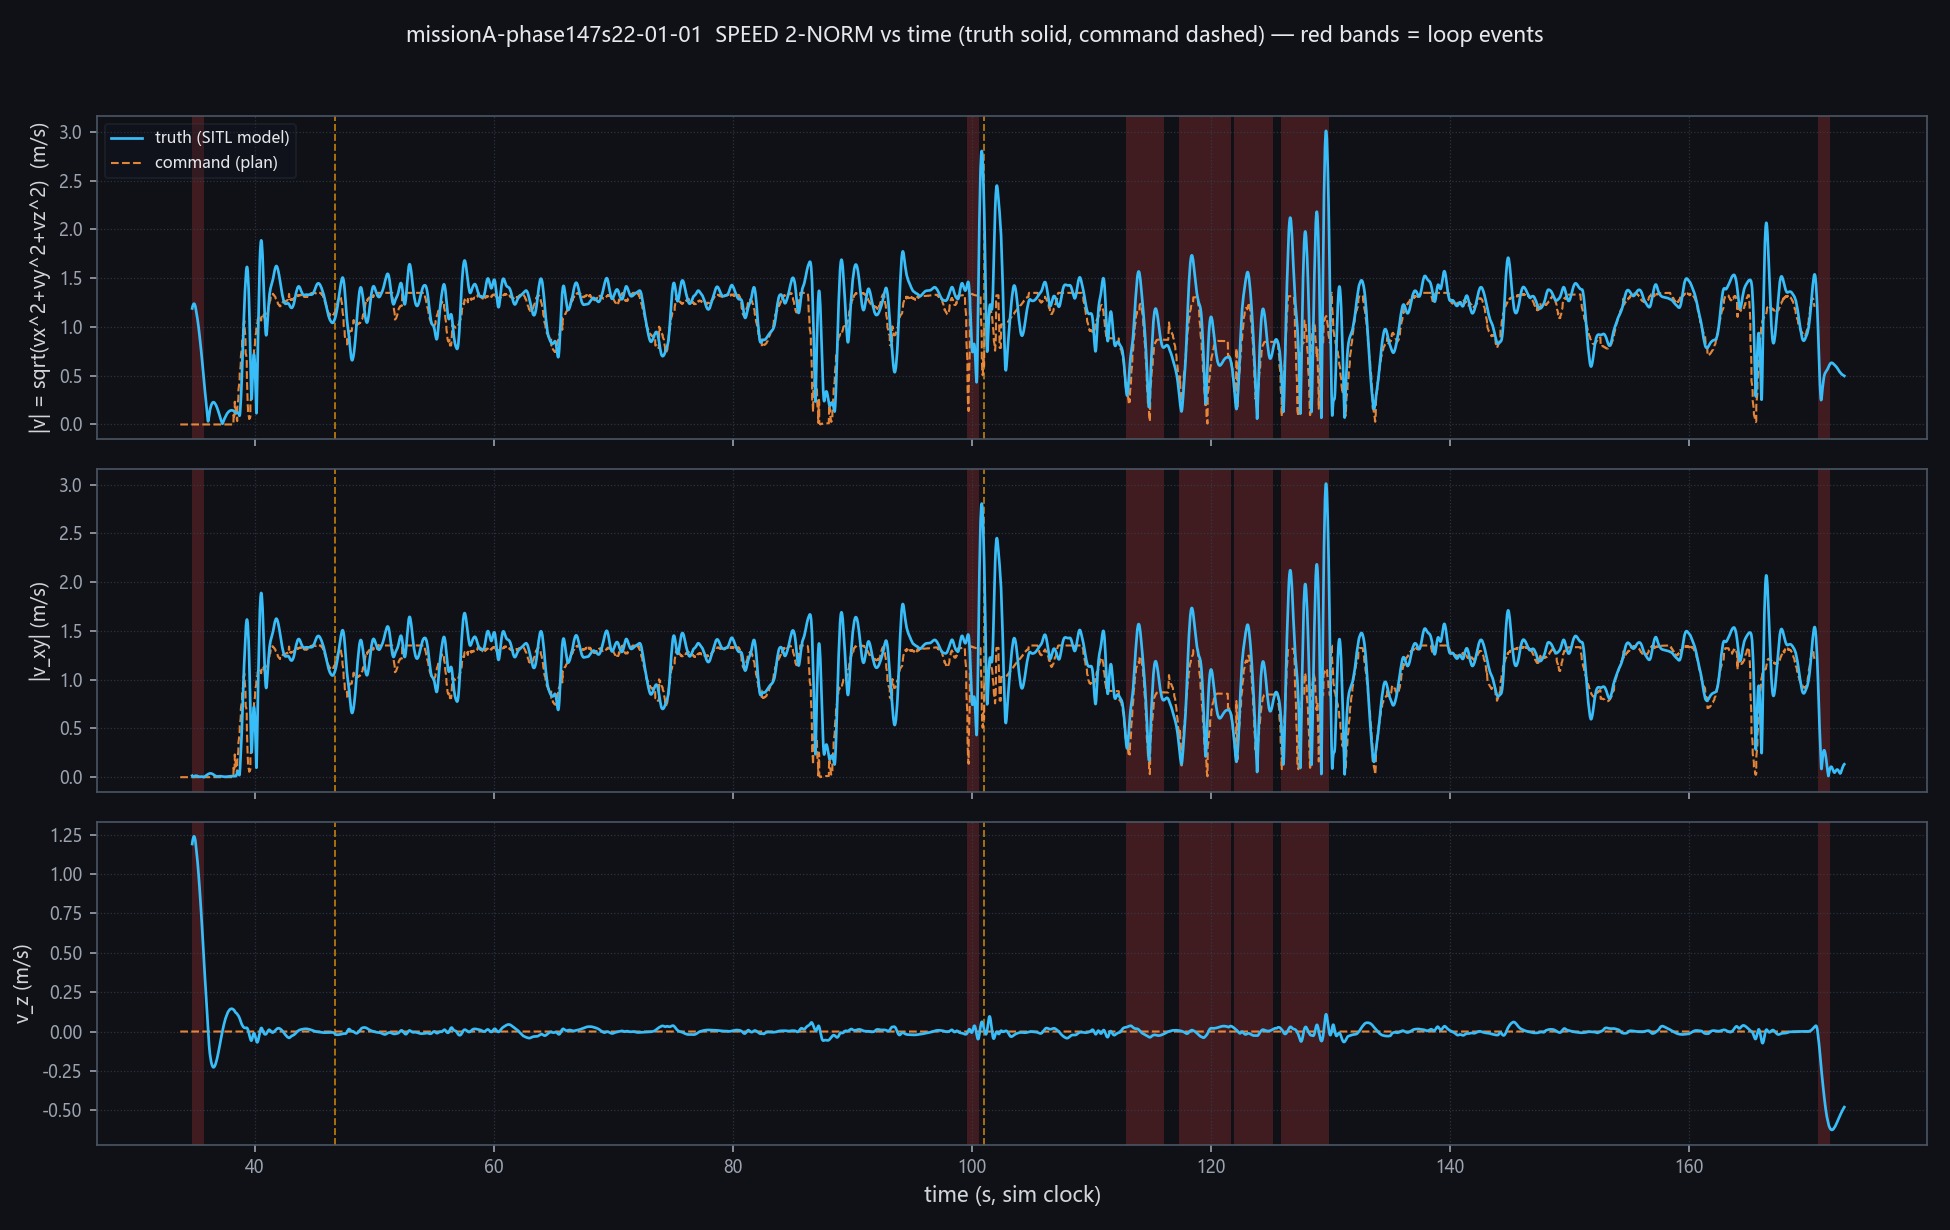 missionA-phase147s22-01-01  SPEED 2-NORM vs time (truth solid, command dashed) — red bands = loop events
|v| = sqrt(vx^2+vy^2+vz^2) (m/s)
3.0
2.5
2.0
1.5
1.0
0.5
0.0
truth (SITL model)
command (plan)
|v_xy| (m/s)
3.0
2.5
2.0
1.5
1.0
0.5
0.0
v_z (m/s)
1.25
1.00
0.75
0.50
0.25
0.00
-0.25
-0.50
40 60 80 100 120 140 160
time (s, sim clock)